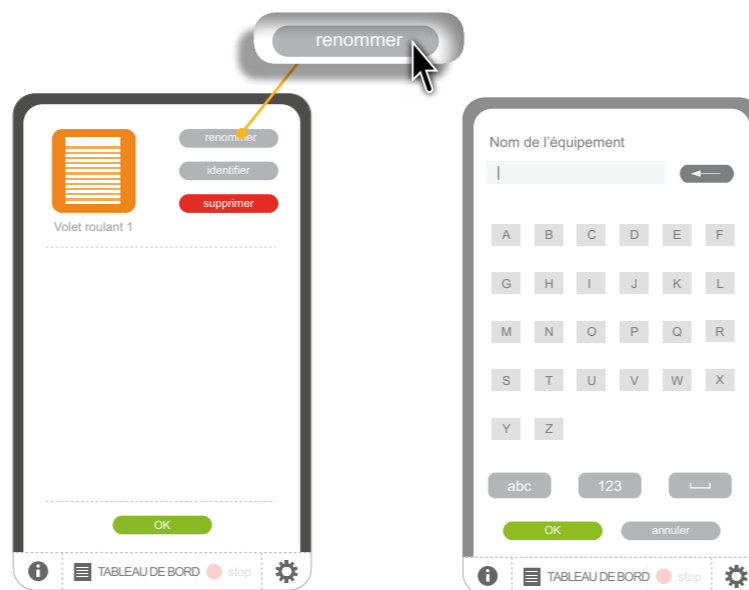 renommer
renommer
identifier
supprimer
Volet roulant 1
OK
TABLEAU DE BORD stop
Nom de l'équipement
A B C D E F
G H I J K L
M N O P Q R
S T U V W X
Y Z
abc 123
OK annuler
TABLEAU DE BORD stop